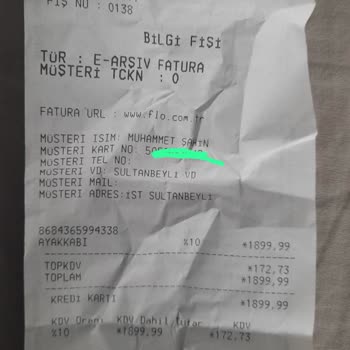 FİŞ NO : 0138
BİLGİ FİŞİ
TÜR : E-ARŞİV FATURA
MÜŞTERİ TCKN : 0
FATURA URL : www.flo.com.tr
MÜŞTERİ İSİM: MUHAMMET ŞAHİN
MÜŞTERİ KART NO:
MÜŞTERİ TEL NO:
MÜŞTERİ VD: SULTANBEYLİ VD
MÜŞTERİ MAİL:
MÜŞTERİ ADRES:İST SULTANBEYLİ
8684365994338
AYAKKABI %10 *1899,99
TOPKDV *172,73
TOPLAM *1899,99
KREDİ KARTI *1899,99
KDV Oranı KDV Dahil Tutar KDV
%10 *1899,99 *172,73